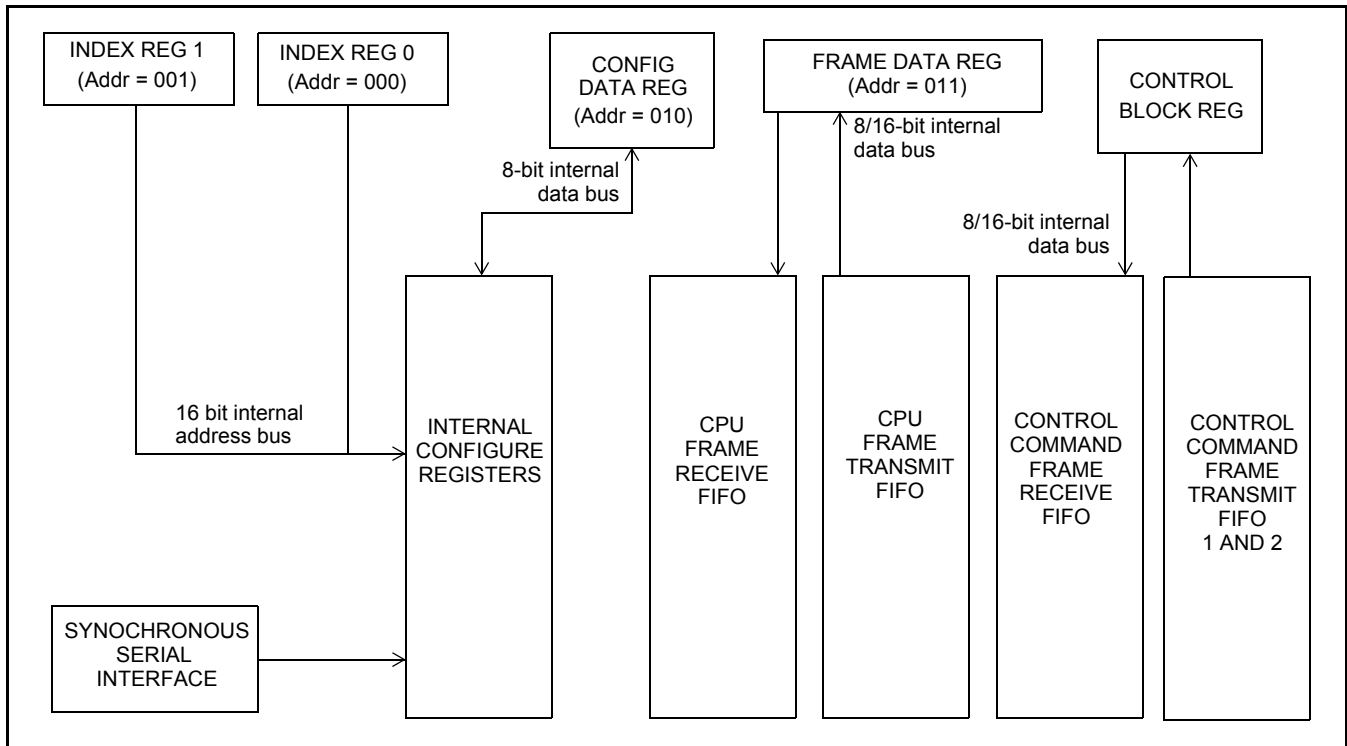 INDEX REG 1
(Addr = 001)
INDEX REG 0
(Addr = 000)
CONFIG
DATA REG
(Addr = 010)
FRAME DATA REG
(Addr = 011)
CONTROL
BLOCK REG
8-bit internal
data bus
8/16-bit internal
data bus
8/16-bit internal
data bus
16 bit internal
address bus
INTERNAL
CONFIGURE
REGISTERS
CPU
FRAME
RECEIVE
FIFO
CPU
FRAME
TRANSMIT
FIFO
CONTROL
COMMAND
FRAME
RECEIVE
FIFO
CONTROL
COMMAND
FRAME
TRANSMIT
FIFO
1 AND 2
SYNOCHRONOUS
SERIAL
INTERFACE